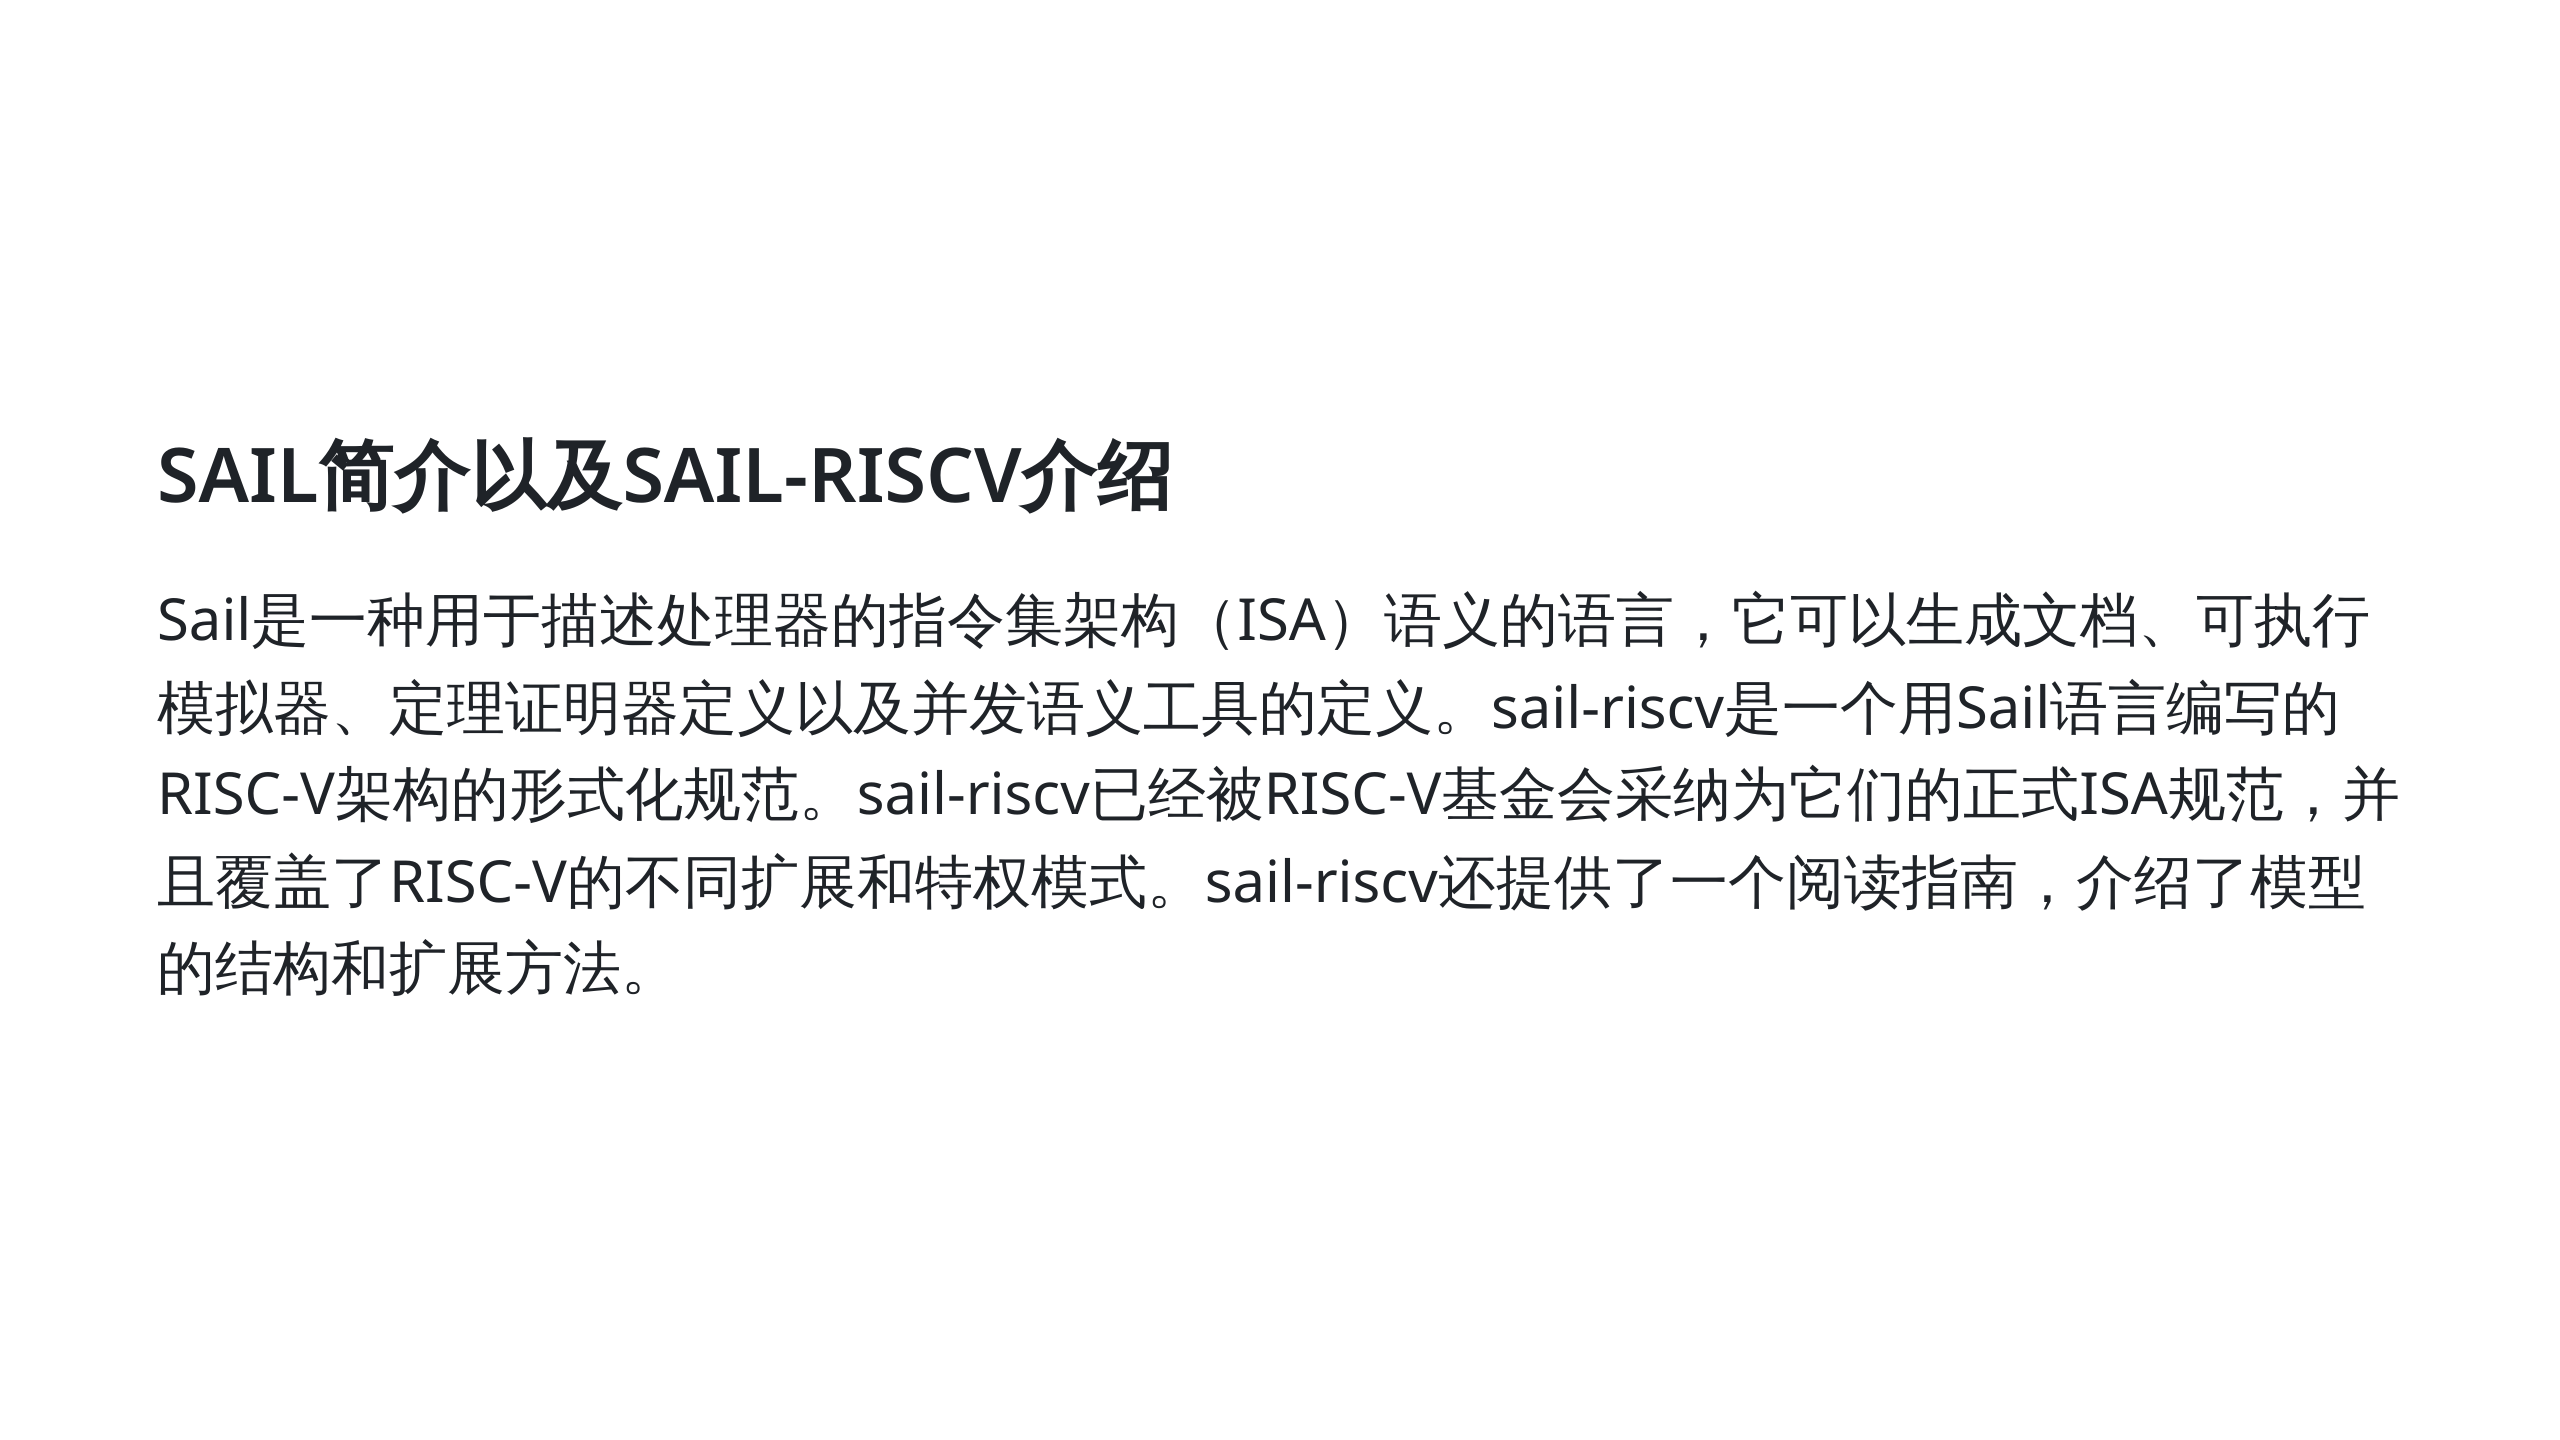 SAIL简介以及SAIL-RISCV介绍
Sail是一种用于描述处理器的指令集架构（ISA）语义的语言，它可以生成文档、可执行
模拟器、定理证明器定义以及并发语义工具的定义。sail-riscv是一个用Sail语言编写的
RISC-V架构的形式化规范。sail-riscv已经被RISC-V基金会采纳为它们的正式ISA规范，并
且覆盖了RISC-V的不同扩展和特权模式。sail-riscv还提供了一个阅读指南，介绍了模型
的结构和扩展方法。